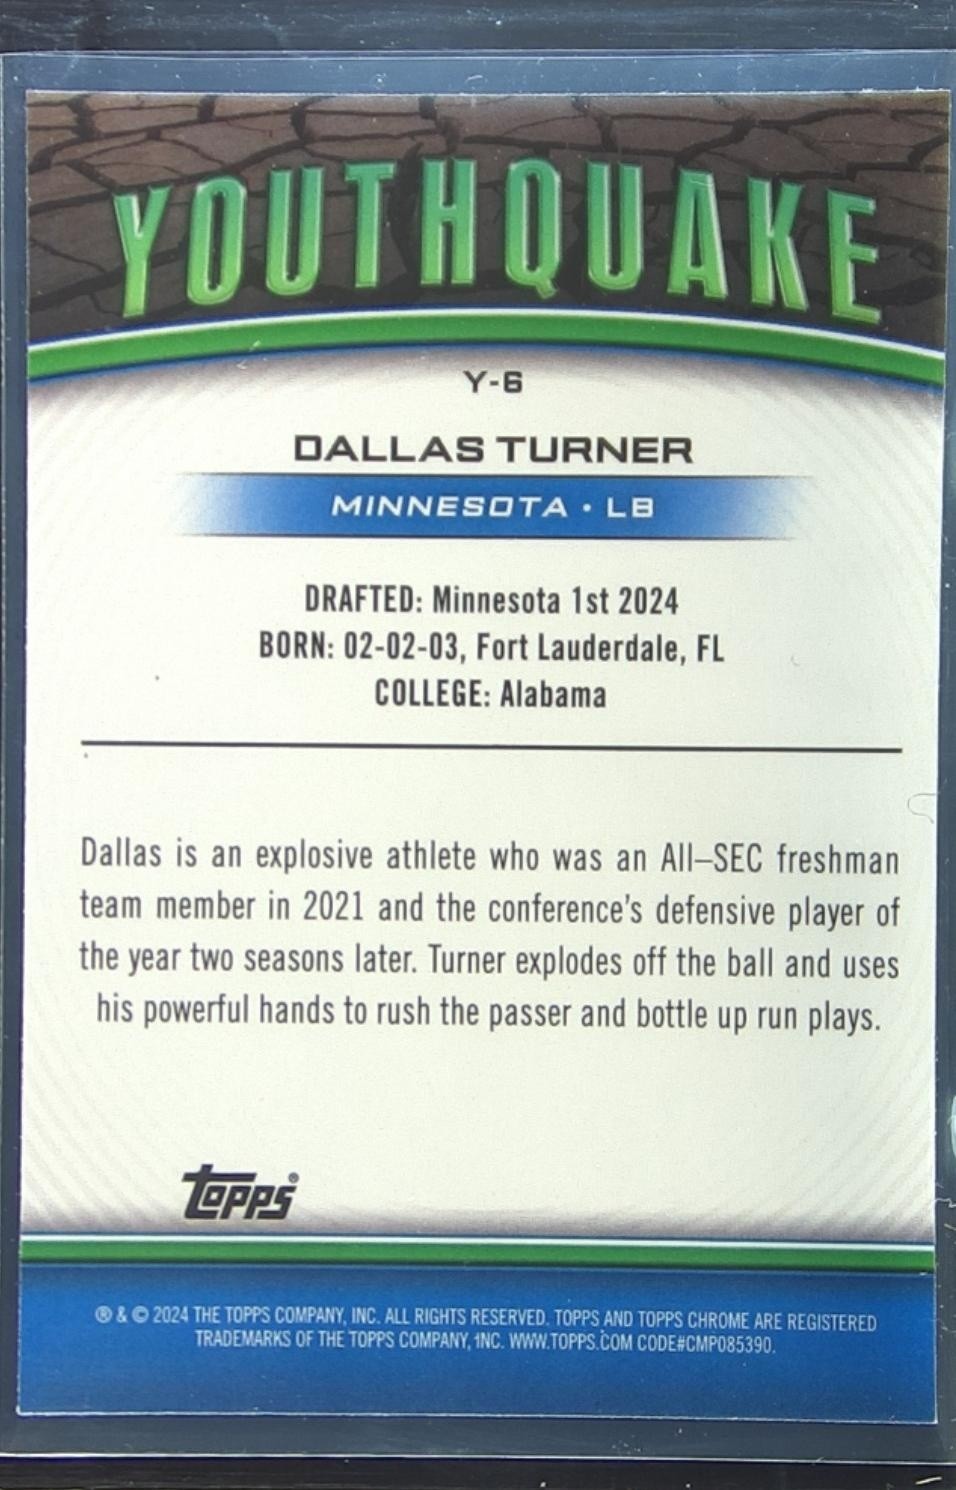 YOUTHQUAKE
Y-6
DALLAS TURNER
MINNESOTA • LB
DRAFTED: Minnesota 1st 2024
BORN: 02-02-03, Fort Lauderdale, FL
COLLEGE: Alabama
Dallas is an explosive athlete who was an All–SEC freshman
team member in 2021 and the conference's defensive player of
the year two seasons later. Turner explodes off the ball and uses
his powerful hands to rush the passer and bottle up run plays.
topps®
® & © 2024 THE TOPPS COMPANY, INC. ALL RIGHTS RESERVED. TOPPS AND TOPPS CHROME ARE REGISTERED
TRADEMARKS OF THE TOPPS COMPANY, INC. WWW.TOPPS.COM CODE#CMP085390.